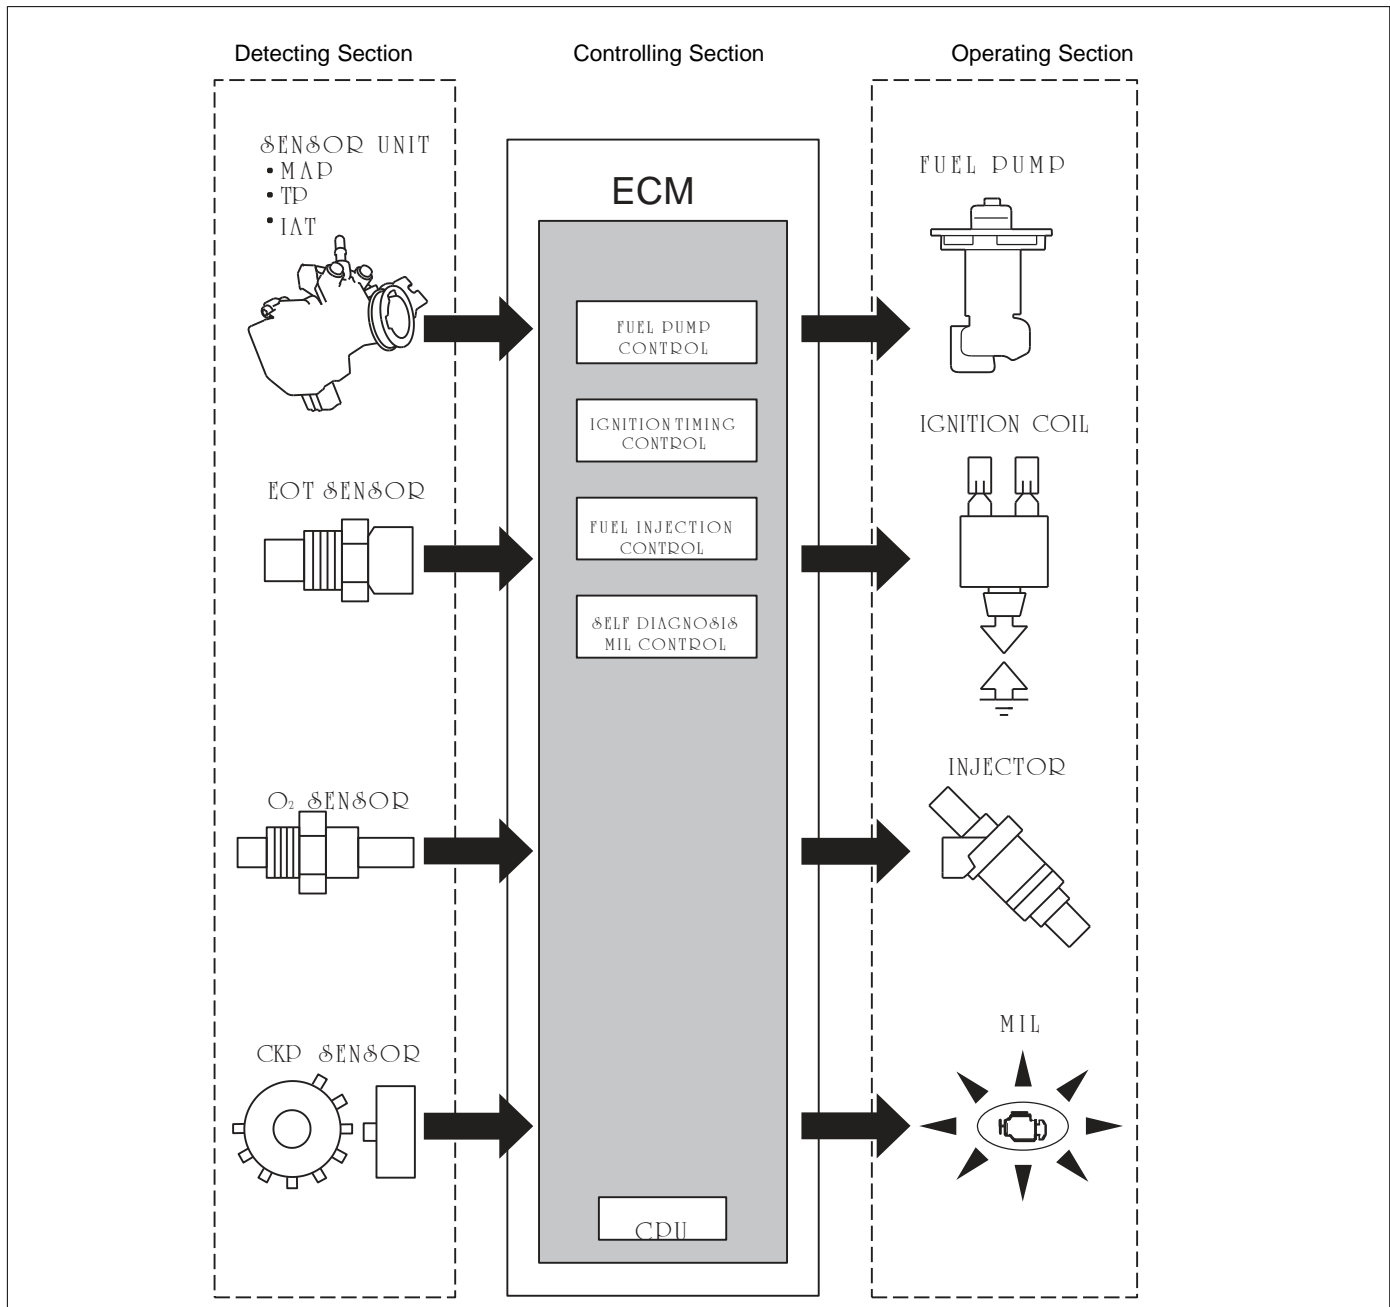 Detecting Section
Controlling Section
Operating Section
SENSOR UNIT
• MAP
• TP
• IAT
EOT SENSOR
O₂ SENSOR
CKP SENSOR
ECM
FUEL PUMP
CONTROL
IGNITION TIMING
CONTROL
FUEL INJECTION
CONTROL
SELF DIAGNOSIS
MIL CONTROL
CPU
FUEL PUMP
IGNITION COIL
INJECTOR
MIL